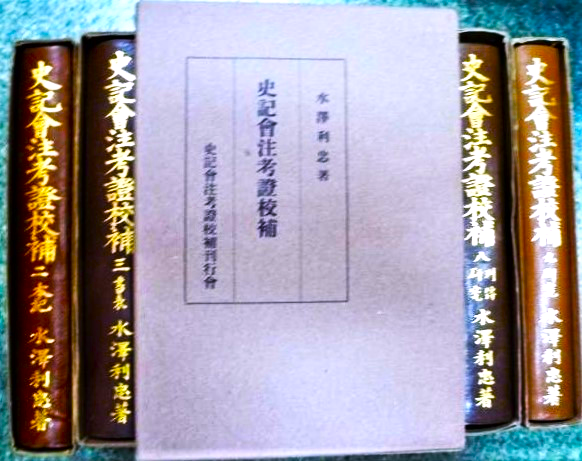 史記會注考證校補 水澤利忠著
史記會注考證校補 八 列傳 水澤利忠著
水澤利忠著
史記會注考證校補
史記會注考證校補刊行會
史記會注考證校補 三 水澤利忠著
史記會注考證校補 二 本紀 水澤利忠著